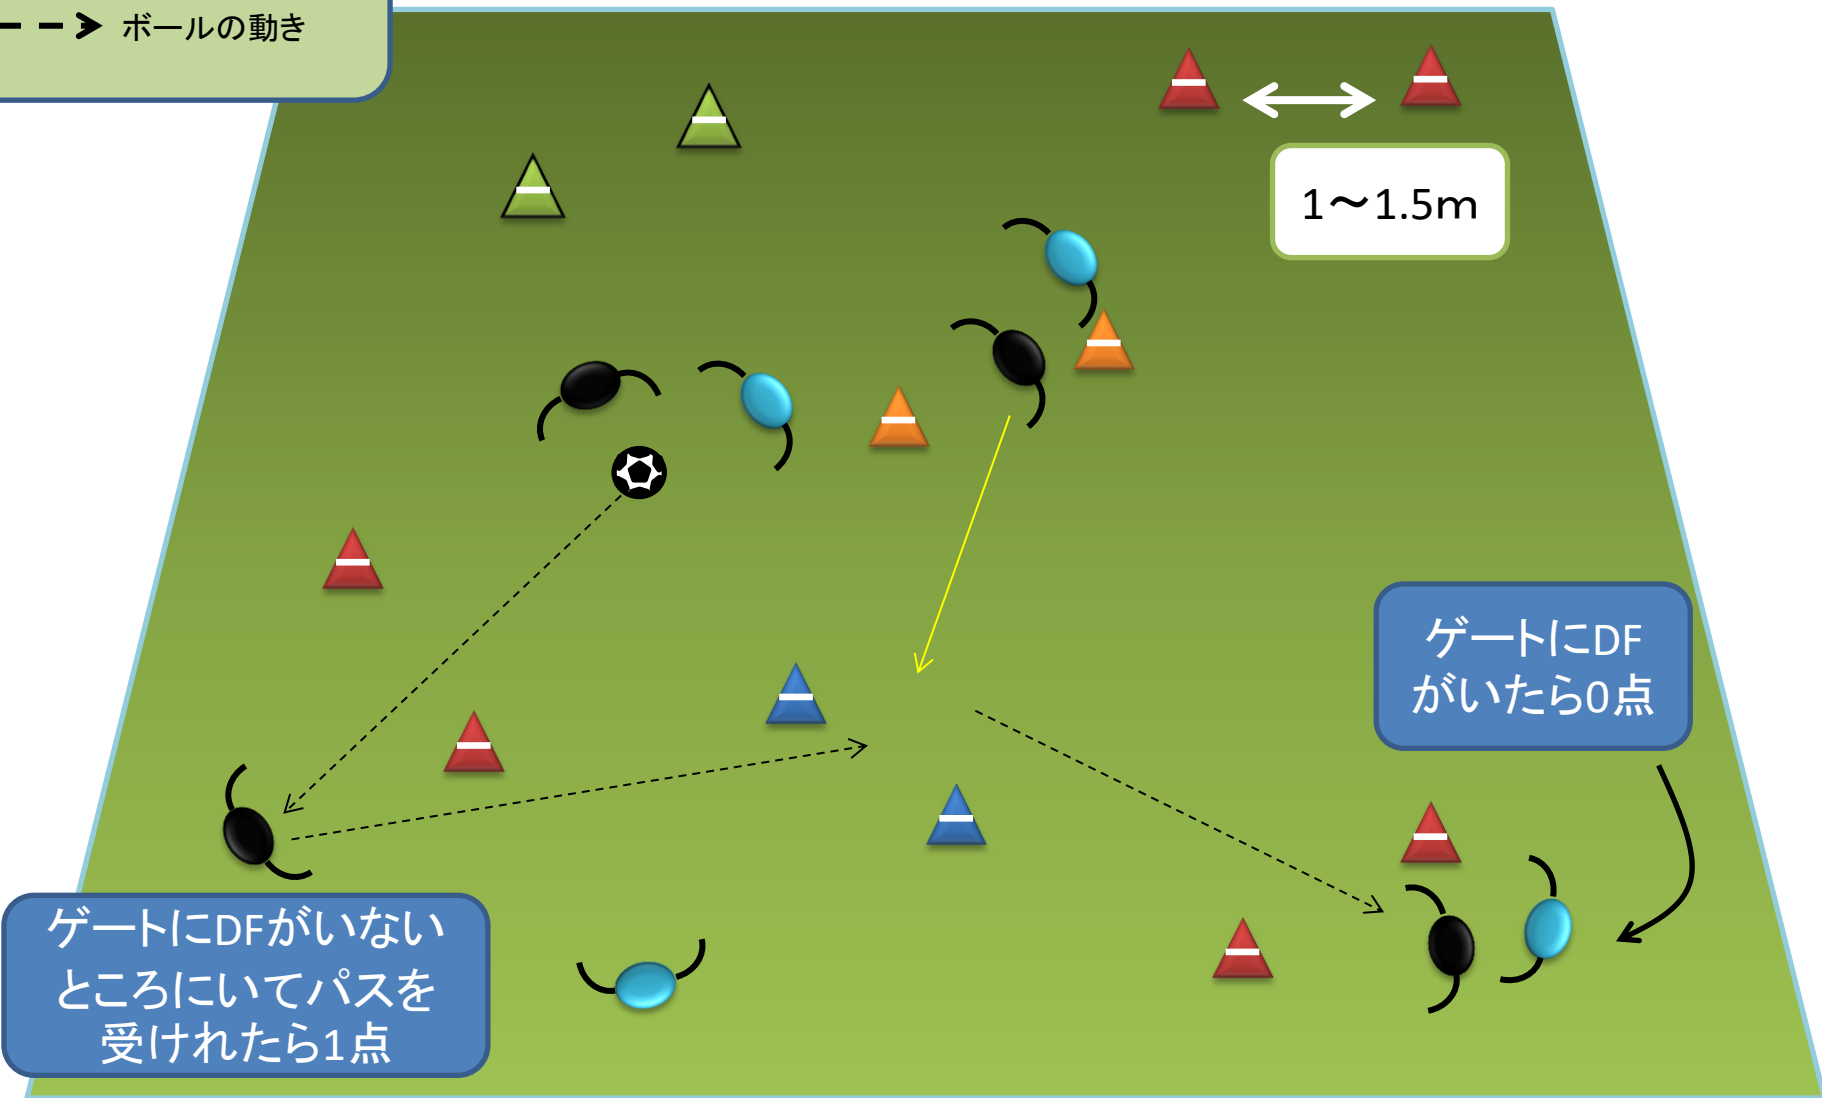 ボールの動き
1～1.5m
ゲートにDF
がいたら0点
ゲートにDFがいない
ところにいてパスを
受けれたら1点